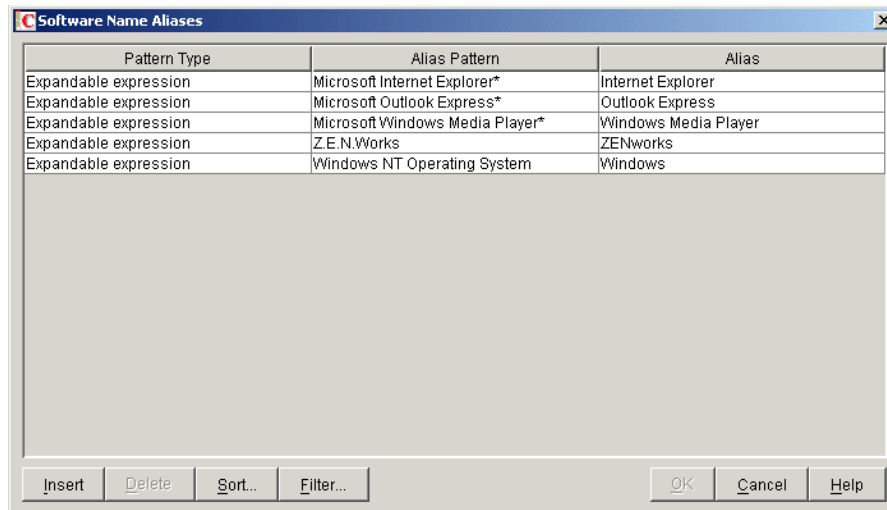 Software Name Aliases
Pattern Type Alias Pattern Alias
Expandable expression Microsoft Internet Explorer* Internet Explorer
Expandable expression Microsoft Outlook Express* Outlook Express
Expandable expression Microsoft Windows Media Player* Windows Media Player
Expandable expression Z.E.N.Works ZENworks
Expandable expression Windows NT Operating System Windows
Insert Delete Sort... Filter... OK Cancel Help